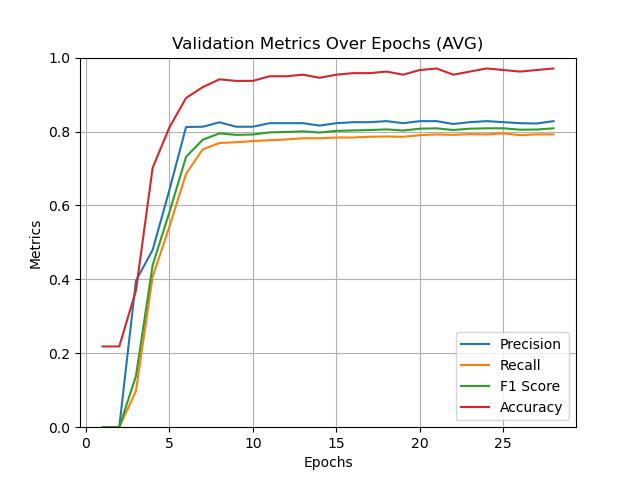 Validation Metrics Over Epochs (AVG)
1.0
0.8
0.6
0.4
0.2
0.0
Metrics
0 5 10 15 20 25
Epochs
Precision
Recall
F1 Score
Accuracy